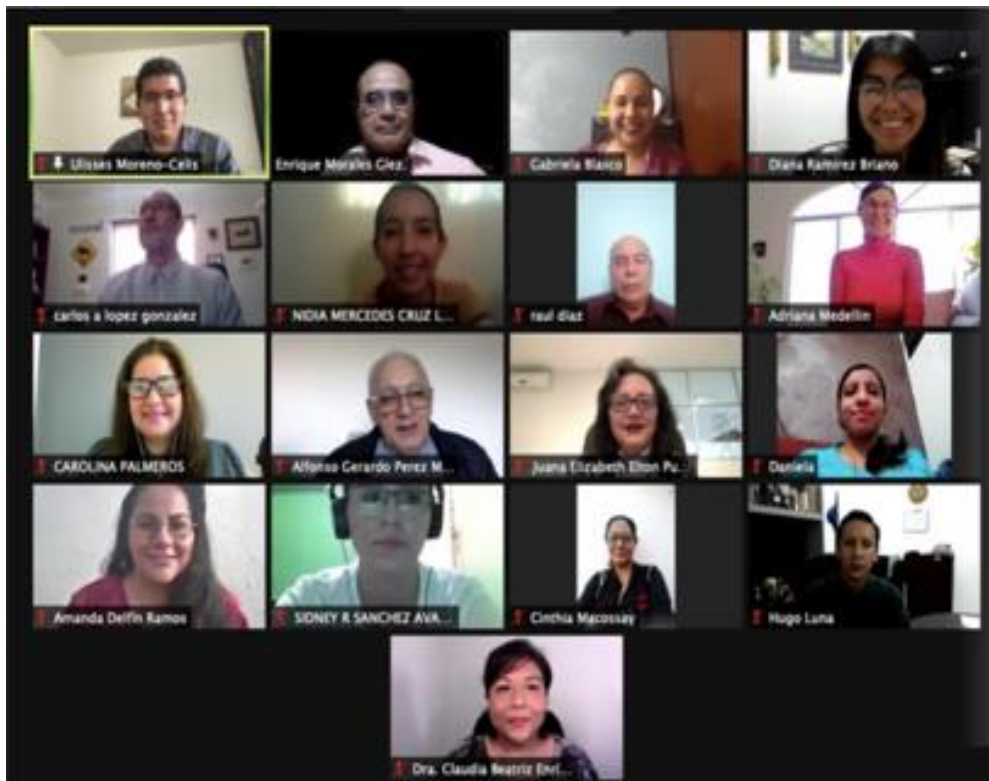 Ulisses Moreno-Celis
Enrique Morales Glez.
Gabriela Blasco
Diana Ramirez Briano
carlos a lopez gonzalez
NIDIA MERCEDES CRUZ L...
raul diaz
Adriana Medellin
CAROLINA PALMEROS
Alfonso Gerardo Perez M...
Juana Elizabeth Elton Pu...
Daniela
Amanda Delfin Ramos
SIDNEY R SANCHEZ AVA...
Cinthia Macossay
Hugo Luna
Dra. Claudia Beatriz Enri...